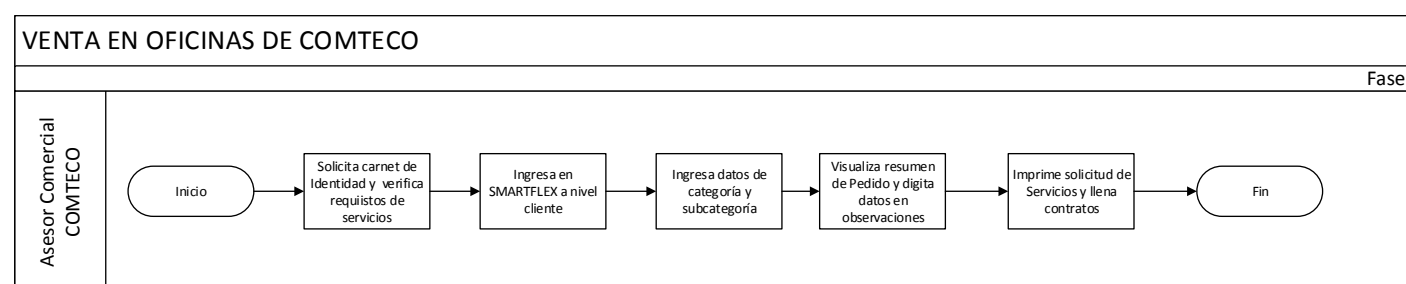 VENTA EN OFICINAS DE COMTECO
Fase
Asesor Comercial
COMTECO
Inicio
Solicita carnet de
Identidad y verifica
requiistos de
servicios
Ingresa en
SMARTFLEX a nivel
cliente
Ingresa datos de
categoría y
subcategoría
Visualiza resumen
de Pedido y digita
datos en
observaciones
Imprime solicitud de
Servicios y llena
contratos
Fin